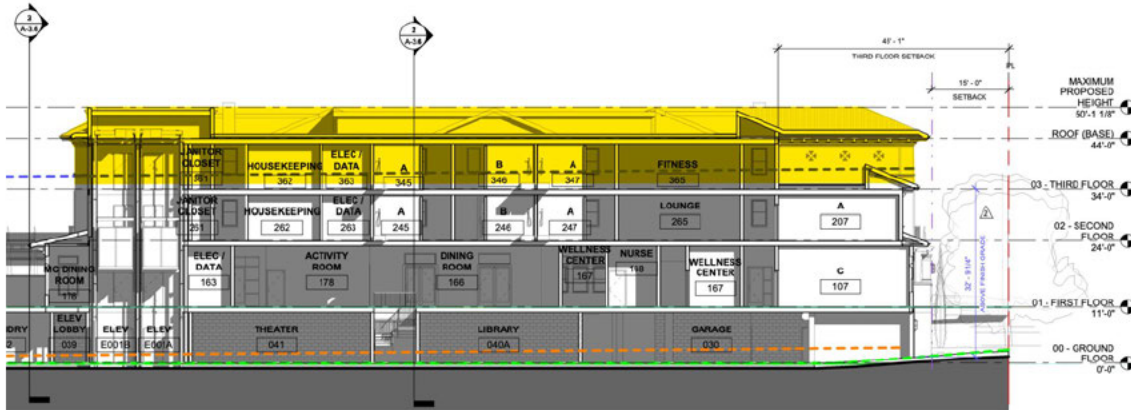 3
A-3.6
2
A-3.6
48'- 1"
THIRD FLOOR SETBACK
PL
15'- 0"
SETBACK
MAXIMUM
PROPOSED
HEIGHT
50'-1 1/8"
ROOF (BASE)
44'-0"
03 - THIRD FLOOR
34'-0"
02 - SECOND
FLOOR
24'-0"
01 - FIRST FLOOR
11'-0"
00 - GROUND
FLOOR
0'-0"
JANITOR
CLOSET
361
HOUSEKEEPING
362
ELEC /
DATA
363
A
345
B
346
A
347
FITNESS
365
JANITOR
CLOSET
261
HOUSEKEEPING
262
ELEC /
DATA
263
A
245
B
246
A
247
LOUNGE
265
A
207
2
32'- 9 1/4"
ABOVE FINISH GRADE
MC DINING
ROOM
176
ELEC /
DATA
163
ACTIVITY
ROOM
178
DINING
ROOM
166
WELLNESS
CENTER
167
NURSE
168
WELLNESS
CENTER
167
C
107
DRY
2
ELEV
LOBBY
039
ELEV
E001B
ELEV
E001A
THEATER
041
LIBRARY
040A
GARAGE
030